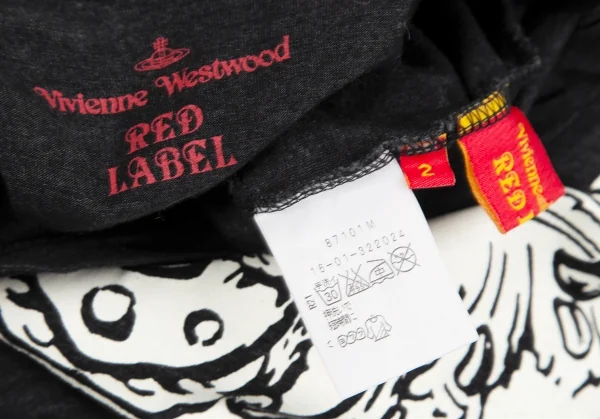 Vivienne Westwood
RED
LABEL
2
Vivienne
RED
87101M
16-01-322024
30